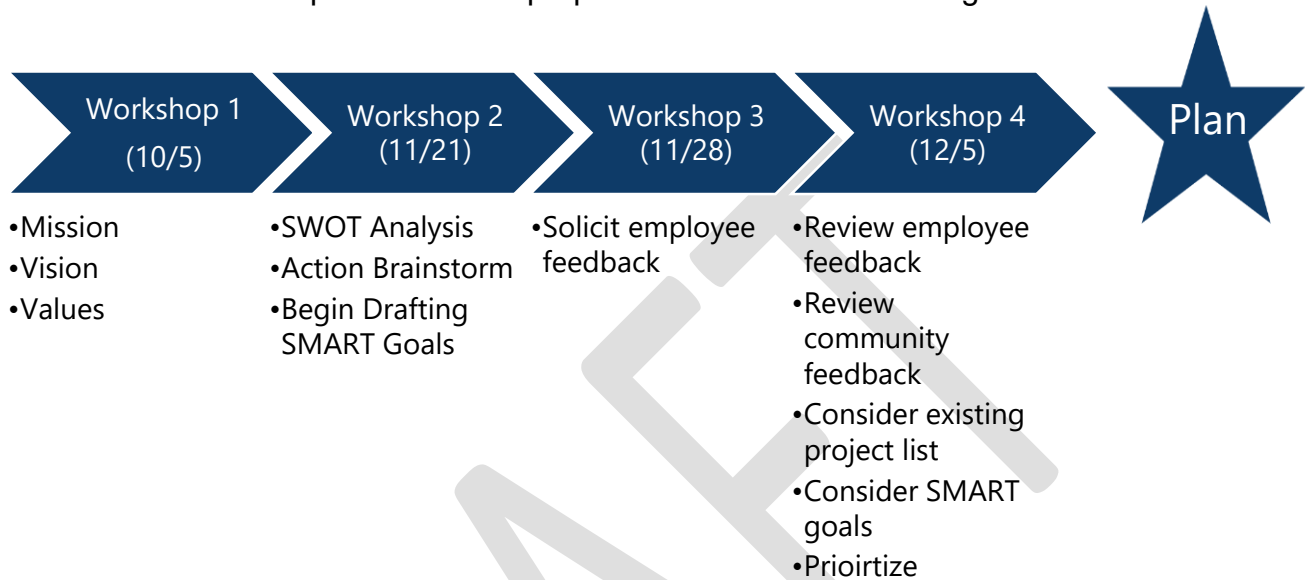 Workshop 1
(10/5)
Workshop 2
(11/21)
Workshop 3
(11/28)
Workshop 4
(12/5)
Plan
•Mission
•Vision
•Values
•SWOT Analysis
•Action Brainstorm
•Begin Drafting
SMART Goals
•Solicit employee
feedback
•Review employee
feedback
•Review
community
feedback
•Consider existing
project list
•Consider SMART
goals
•Prioirtize